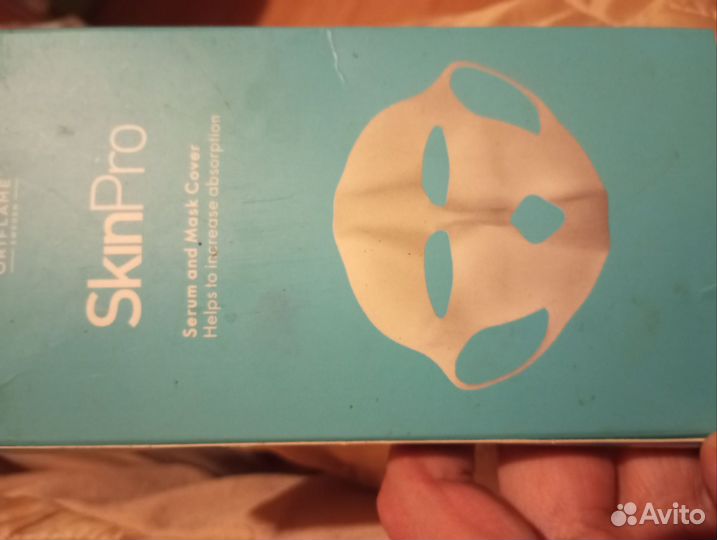 ORIFLAME
SWEDEN
SkinPro
Serum and Mask Cover
Helps to increase absorption
Avito